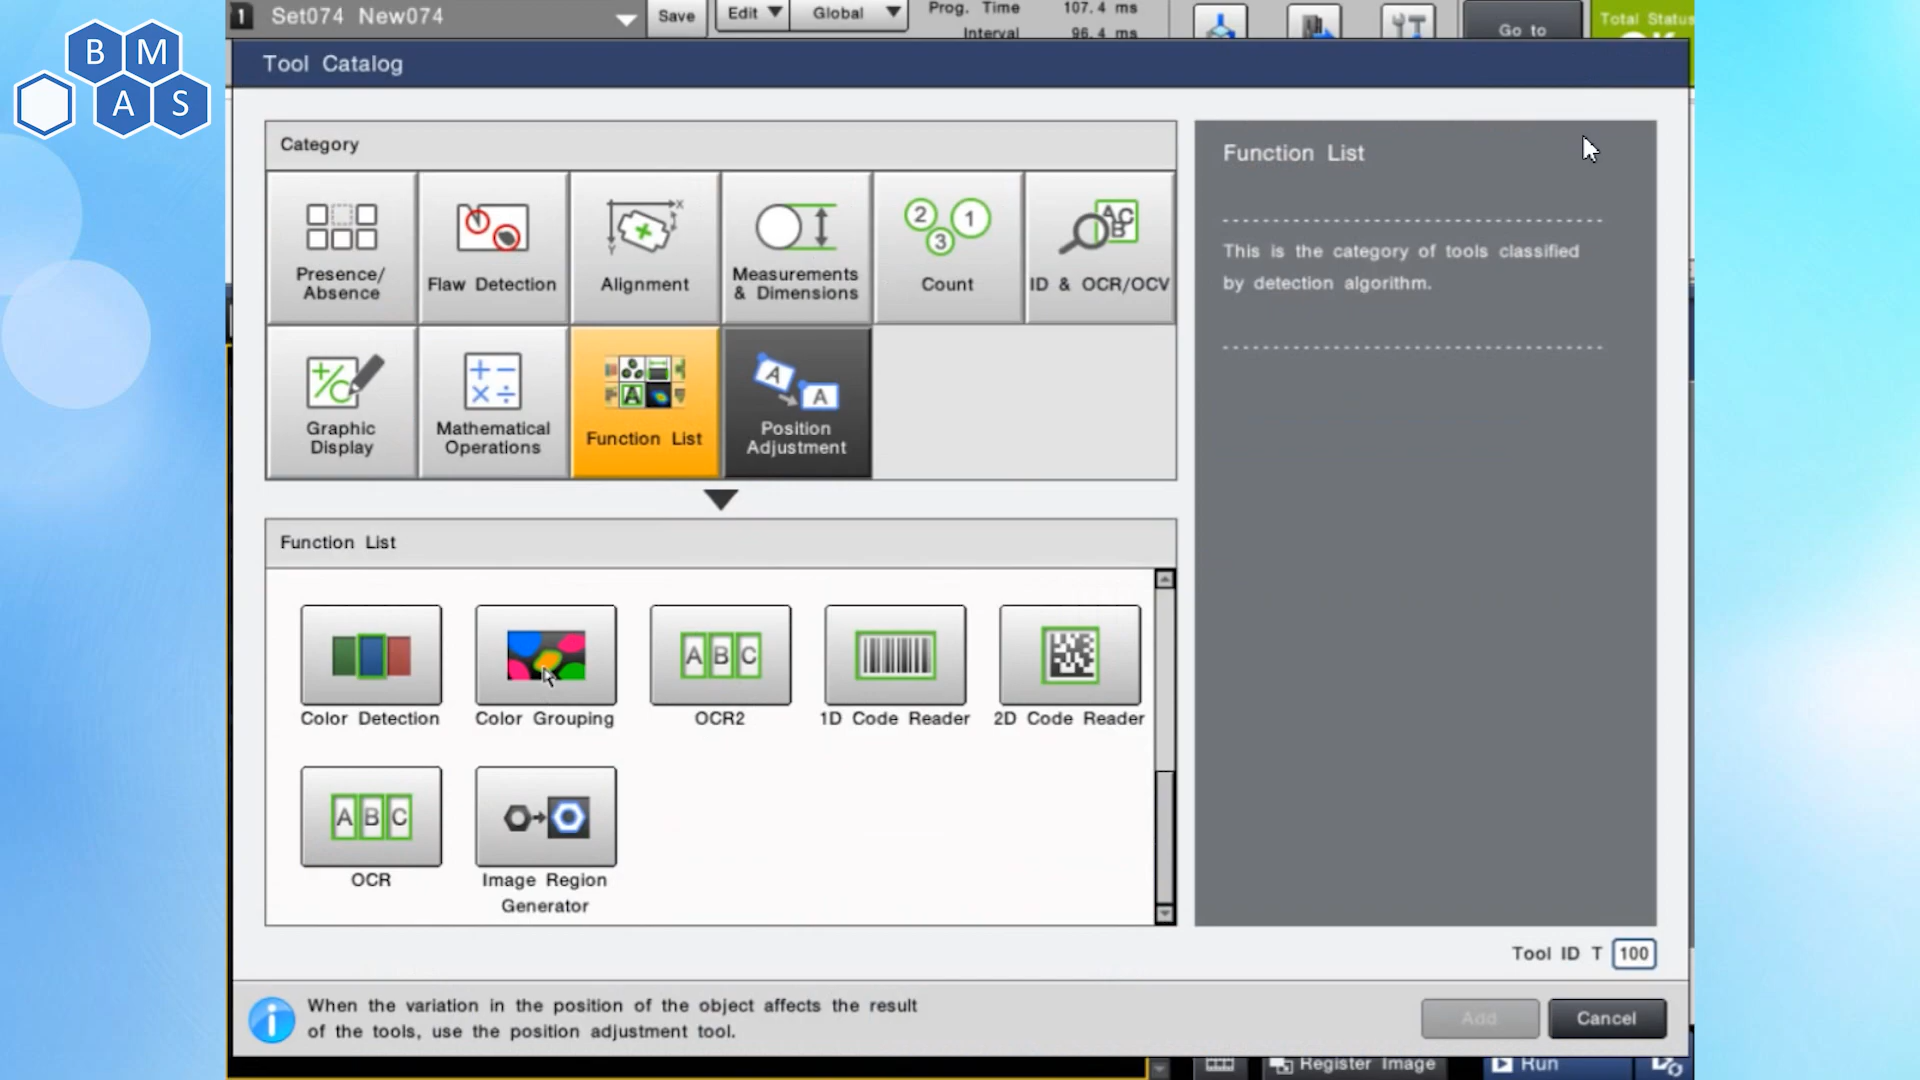 B M
A S
1 Set074 New074
Save
Edit
Global
Prog. Time 107.4 ms
Interval 96.4 ms
Go to
Total Status
Tool Catalog
Category
Presence/
Absence
Flaw Detection
Alignment
Measurements
& Dimensions
Count
ID & OCR/OCV
Graphic
Display
Mathematical
Operations
Function List
Position
Adjustment
Function List
Color Detection
Color Grouping
OCR2
1D Code Reader
2D Code Reader
OCR
Image Region
Generator
Function List
This is the category of tools classified
by detection algorithm.
Tool ID T 100
When the variation in the position of the object affects the result
of the tools, use the position adjustment tool.
Add
Cancel
Register Image
Run